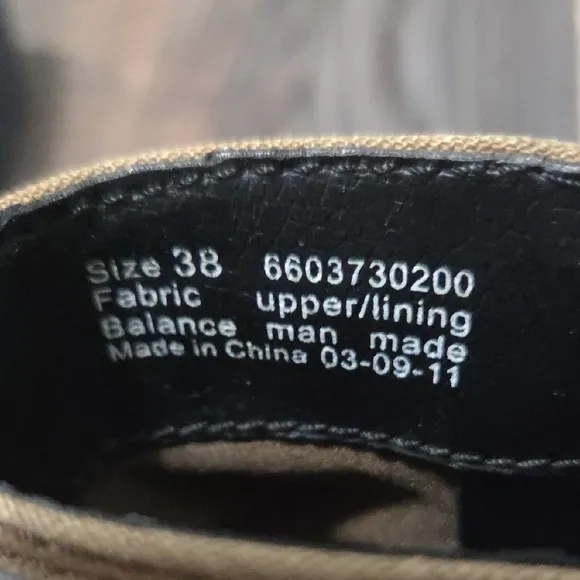 Size 38 6603730200
Fabric upper/lining
Balance man made
Made in China 03-09-11